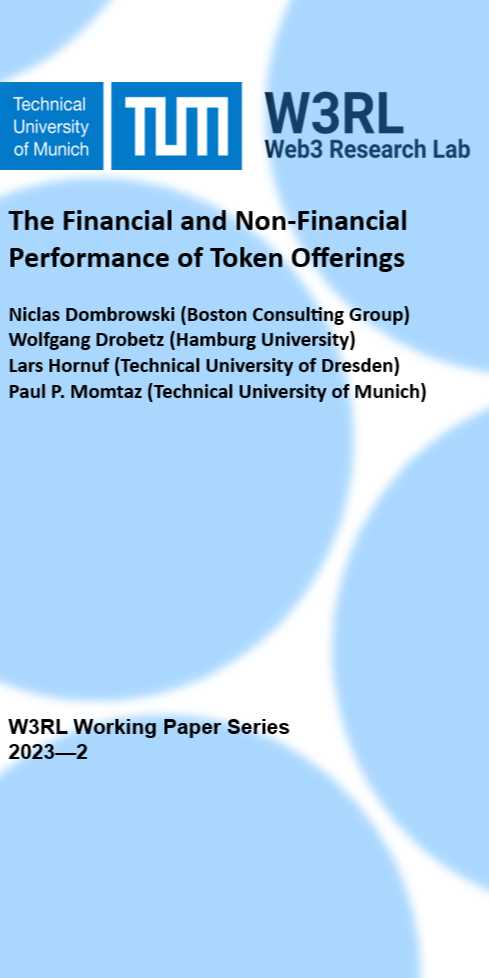 Technical
University
of Munich
TUM
W3RL
Web3 Research Lab
The Financial and Non-Financial
Performance of Token Offerings
Niclas Dombrowski (Boston Consulting Group)
Wolfgang Drobetz (Hamburg University)
Lars Hornuf (Technical University of Dresden)
Paul P. Momtaz (Technical University of Munich)
W3RL Working Paper Series
2023—2